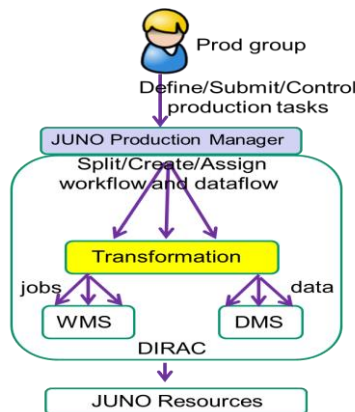 Prod group
Define/Submit/Control
production tasks
JUNO Production Manager
Split/Create/Assign
workflow and dataflow
Transformation
jobs
data
WMS
DMS
DIRAC
JUNO Resources